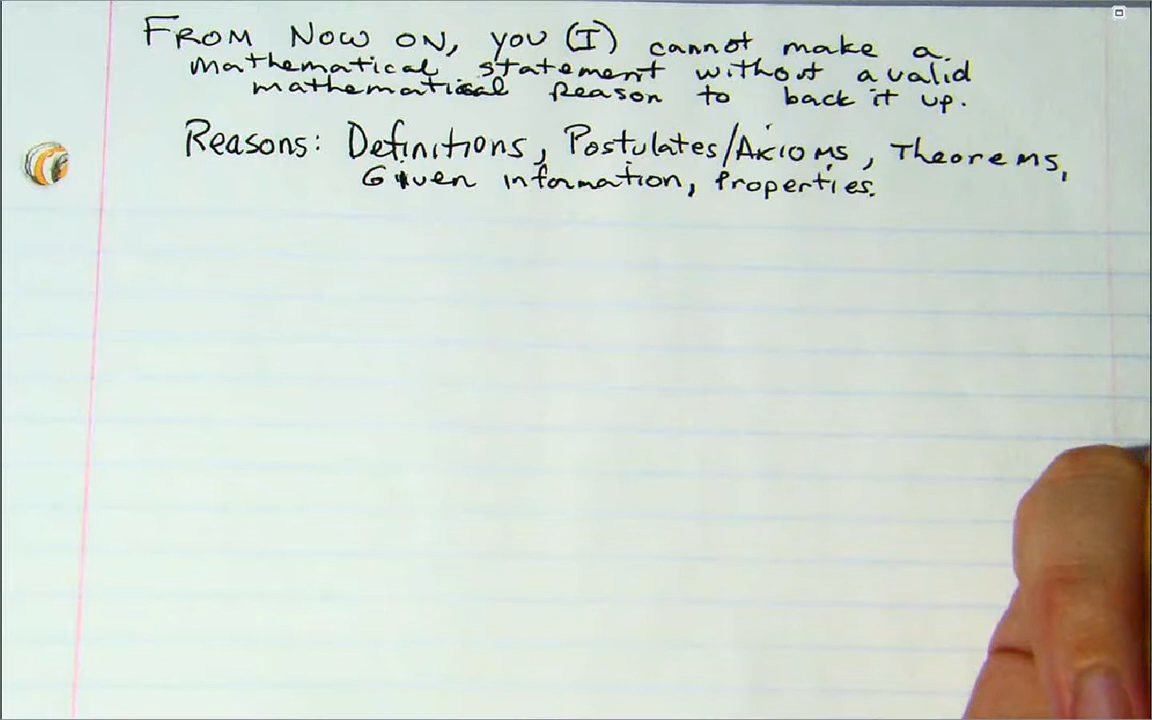 FROM NOW ON, you (I) cannot make a
mathematical statement without a valid
mathematical reason to back it up.
Reasons: Definitions, Postulates/Axioms, Theorems,
Given information, Properties.